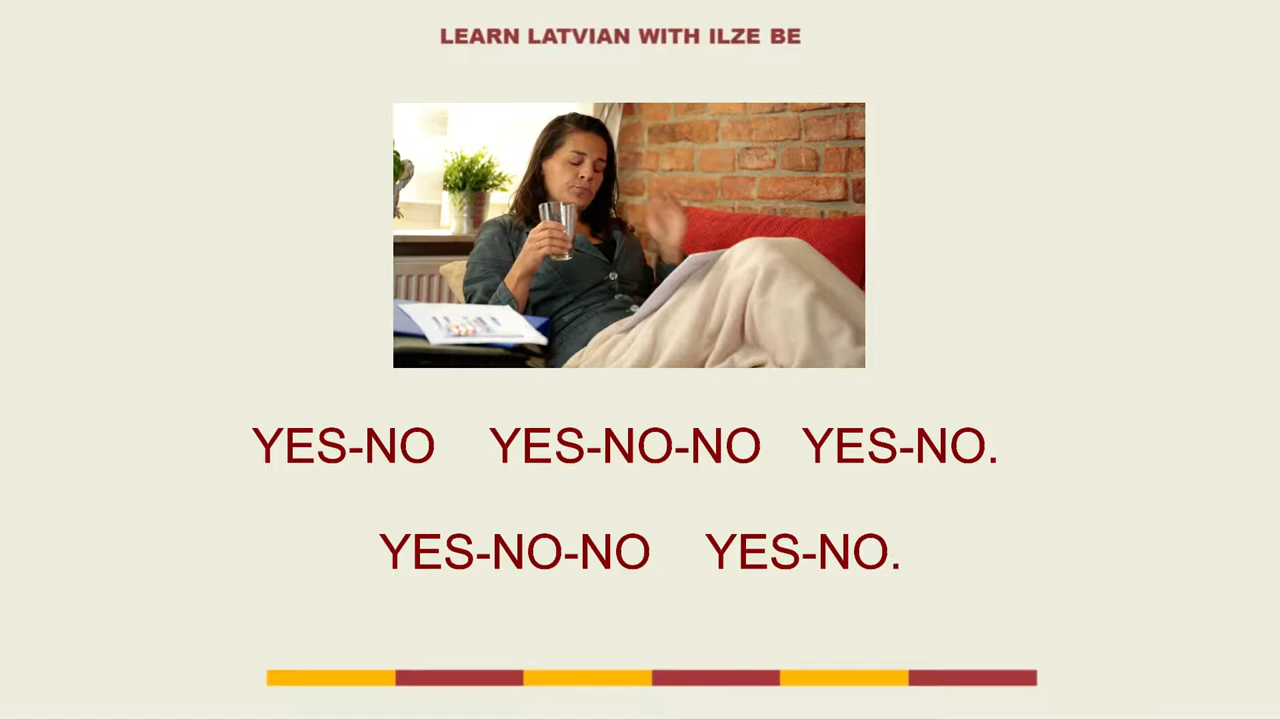 LEARN LATVIAN WITH ILZE BE
YES-NO YES-NO-NO YES-NO.
YES-NO-NO YES-NO.